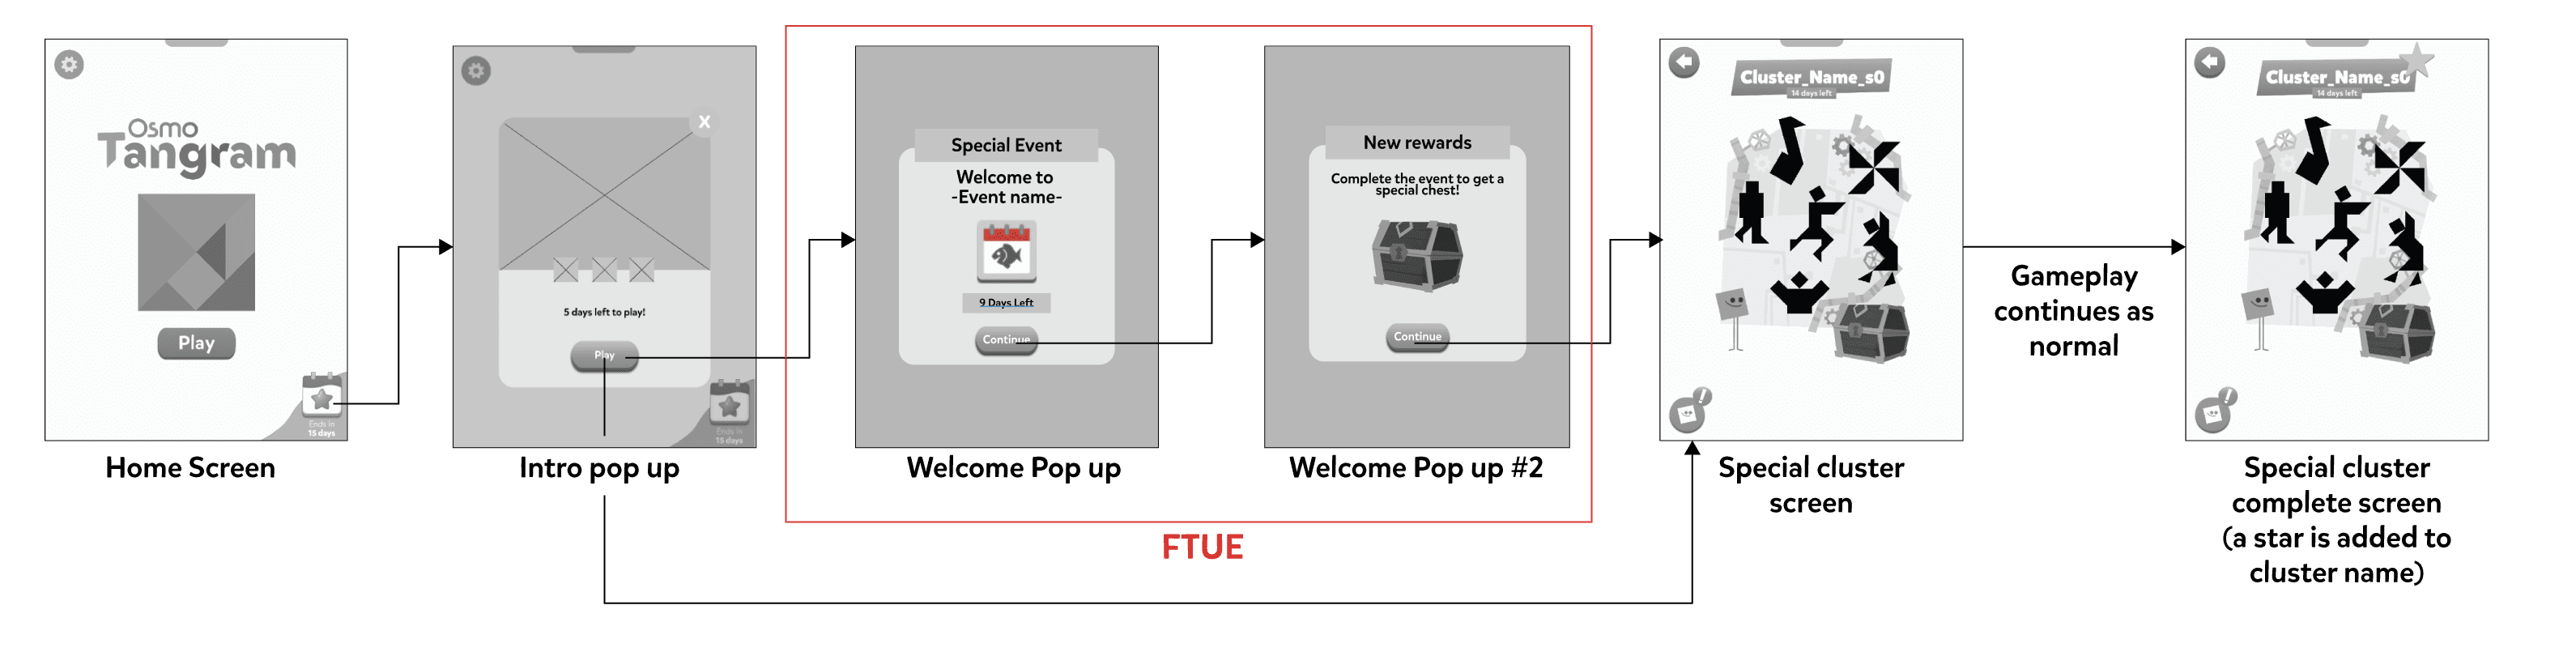 Osmo
Tangram
Play
Ends in
15 days
Home Screen
X
5 days left to play!
Play
Ends in
15 days
Intro pop up
Special Event
Welcome to
-Event name-
9 Days Left
Continue
Welcome Pop up
New rewards
Complete the event to get a
special chest!
Continue
Welcome Pop up #2
FTUE
Cluster_Name_s0
14 days left
!
Special cluster
screen
Gameplay
continues as
normal
Cluster_Name_s0
14 days left
!
Special cluster
complete screen
(a star is added to
cluster name)